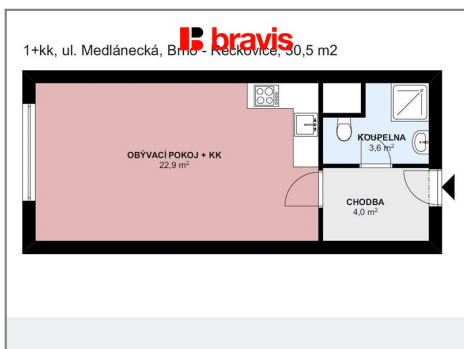 bravis
1+kk, ul. Medlánecká, Brno - Řečkovice, 30,5 m2
OBÝVACÍ POKOJ + KK
22,9 m²
KOUPELNA
3,6 m²
CHODBA
4,0 m²